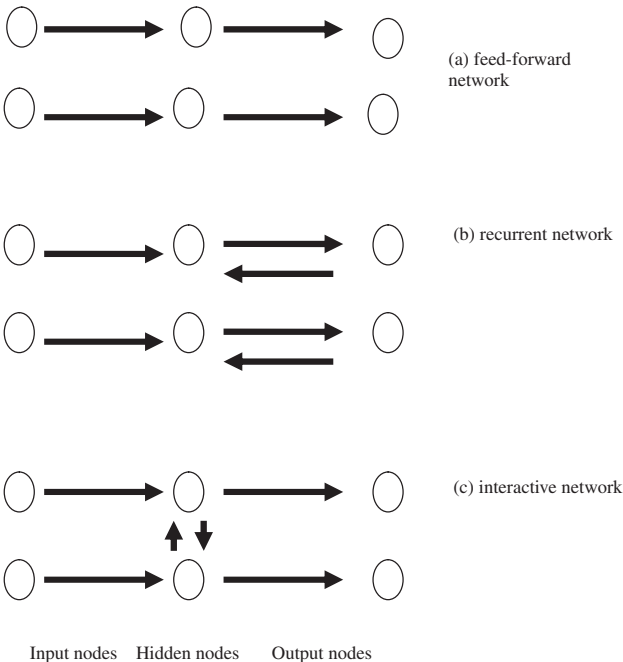 (a) feed-forward
network
(b) recurrent network
(c) interactive network
Input nodes Hidden nodes Output nodes